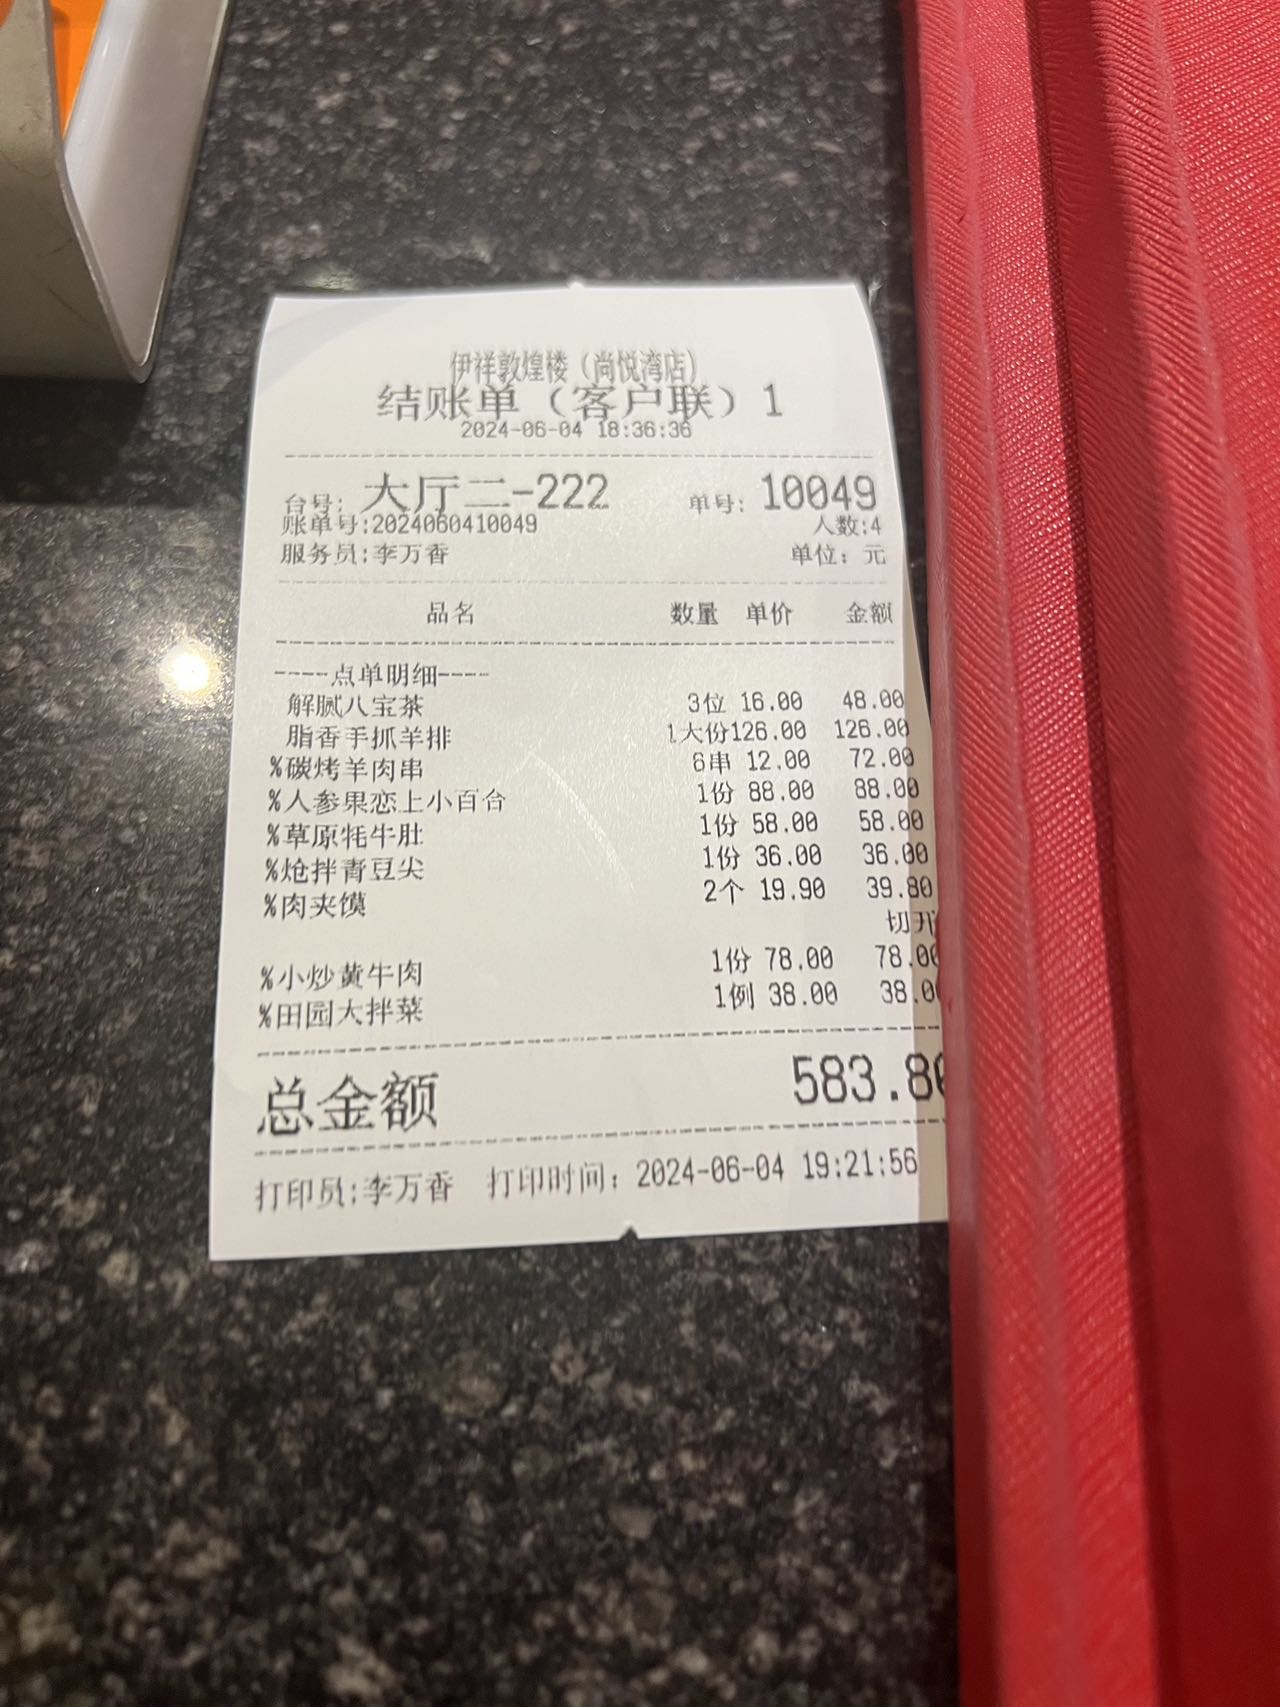 伊祥敦煌楼（尚悦湾店）
结账单（客户联）1
2024-06-04 18:36:36
台号: 大厅二-222 单号: 10049
账单号:2024060410049 人数:4
服务员:李万香 单位: 元
品名 数量 单价 金额
----点单明细----
解腻八宝茶 3位 16.00 48.00
脂香手抓羊排 1大份126.00 126.00
%碳烤羊肉串 6串 12.00 72.00
%人参果恋上小百合 1份 88.00 88.00
%草原牦牛肚 1份 58.00 58.00
%炝拌青豆尖 1份 36.00 36.00
%肉夹馍 2个 19.90 39.80
切开
%小炒黄牛肉 1份 78.00 78.00
%田园大拌菜 1例 38.00 38.00
总金额 583.80
打印员:李万香 打印时间: 2024-06-04 19:21:56